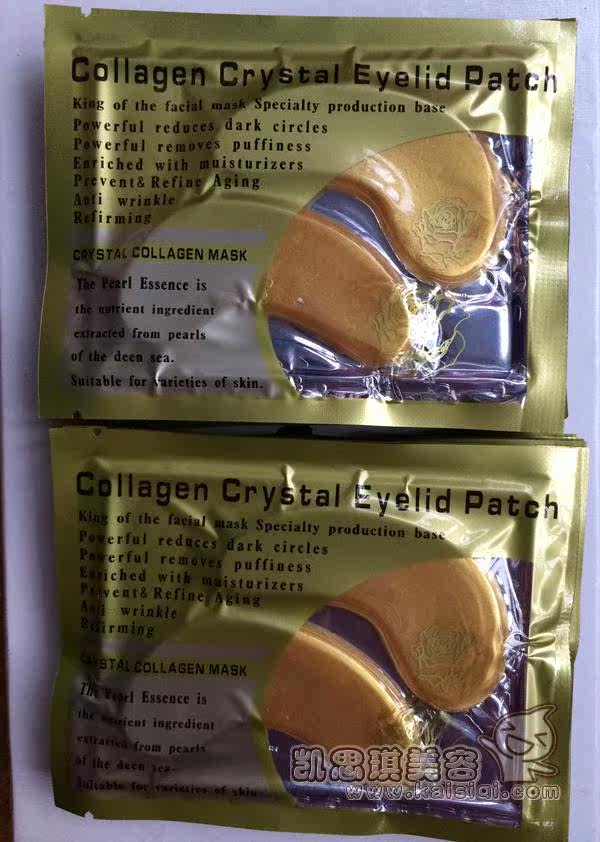 Collagen Crystal Eyelid Patch
King of the facial mask Specialty production base
Powerful reduces dark circles
Powerful removes puffiness
Enriched with muisturizers
Prevent& Refine Aging
Anti wrinkle
Refirming
CRYSTAL COLLAGEN MASK
The Pearl Essence is
the nutrient ingredient
extracted from pearls
of the deen sea.
Suitable for varieties of skin.
Collagen Crystal Eyelid Patch
King of the facial mask Specialty production base
Powerful reduces dark circles
Powerful removes puffiness
Enriched with muisturizers
Prevent& Refine Aging
Anti wrinkle
Refirming
CRYSTAL COLLAGEN MASK
The Pearl Essence is
the nutrient ingredient
extracted from pearls
of the deen sea.
Suitable for varieties of skin
凯思琪美容
www.kaisiqi.com